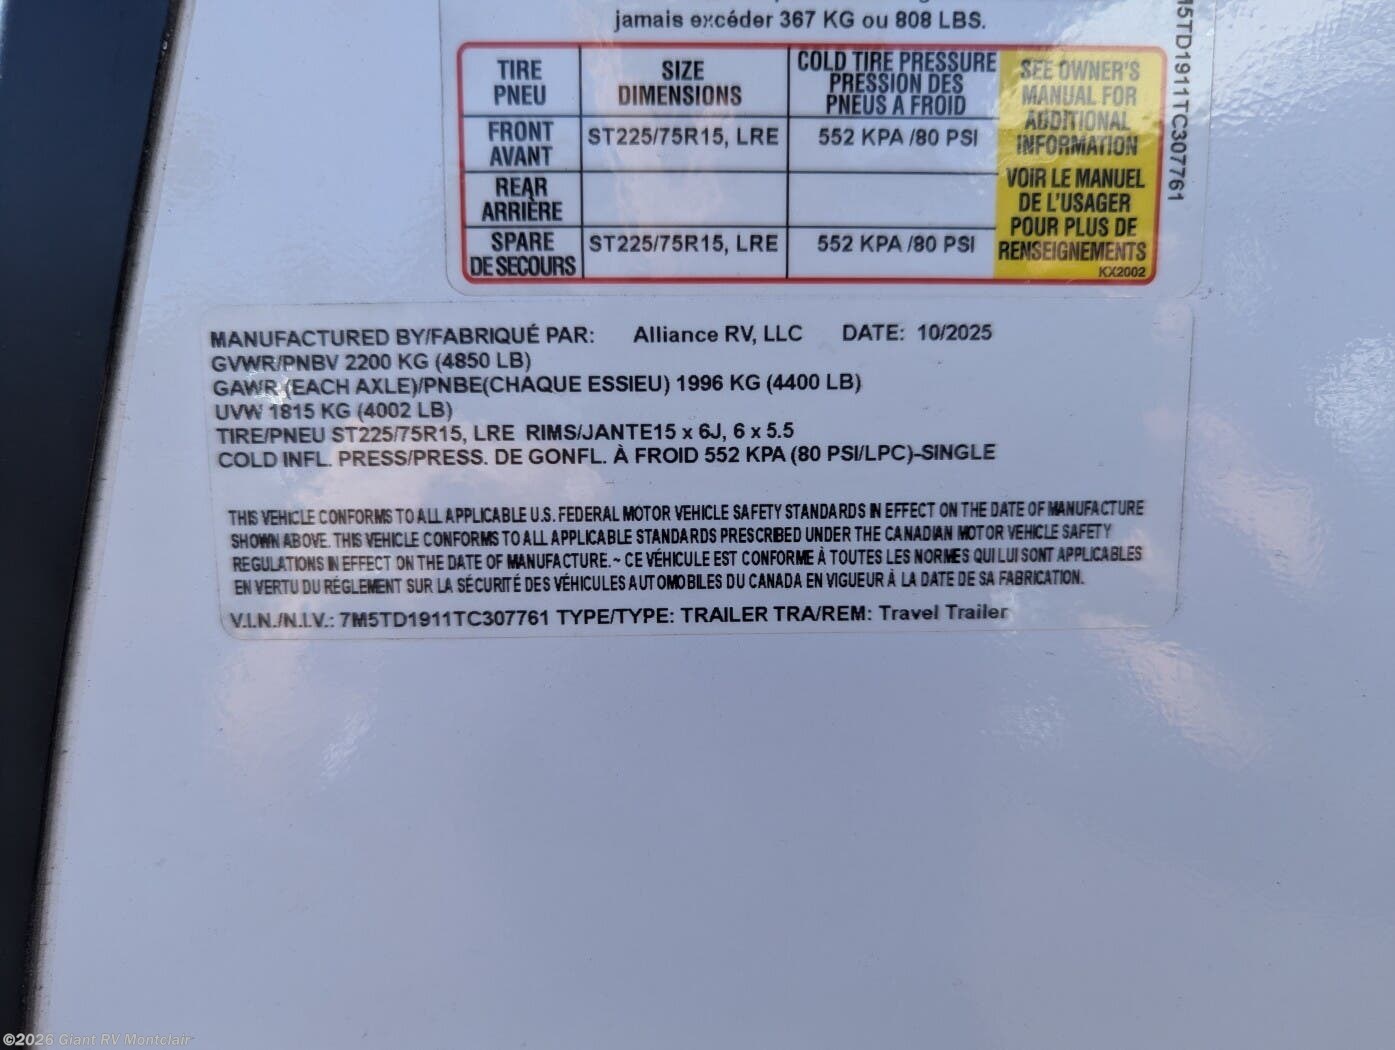 jamais excéder 367 KG ou 808 LBS.
TIRE SIZE COLD TIRE PRESSURE
PNEU DIMENSIONS PRESSION DES
PNEUS A FROID
FRONT ST225/75R15, LRE 552 KPA /80 PSI
AVANT
REAR
ARRIÈRE
SPARE ST225/75R15, LRE 552 KPA /80 PSI
DE SECOURS
SEE OWNER'S
MANUAL FOR
ADDITIONAL
INFORMATION
VOIR LE MANUEL
DE L'USAGER
POUR PLUS DE
RENSEIGNEMENTS
KX2002
5TD1911TC307761
MANUFACTURED BY/FABRIQUÉ PAR: Alliance RV, LLC DATE: 10/2025
GVWR/PNBV 2200 KG (4850 LB)
GAWR (EACH AXLE)/PNBE(CHAQUE ESSIEU) 1996 KG (4400 LB)
UVW 1815 KG (4002 LB)
TIRE/PNEU ST225/75R15, LRE RIMS/JANTE15 x 6J, 6 x 5.5
COLD INFL. PRESS/PRESS. DE GONFL. À FROID 552 KPA (80 PSI/LPC)-SINGLE
THIS VEHICLE CONFORMS TO ALL APPLICABLE U.S. FEDERAL MOTOR VEHICLE SAFETY STANDARDS IN EFFECT ON THE DATE OF MANUFACTURE
SHOWN ABOVE. THIS VEHICLE CONFORMS TO ALL APPLICABLE STANDARDS PRESCRIBED UNDER THE CANADIAN MOTOR VEHICLE SAFETY
REGULATIONS IN EFFECT ON THE DATE OF MANUFACTURE. ~ CE VÉHICULE EST CONFORME À TOUTES LES NORMES QUI LUI SONT APPLICABLES
EN VERTU DU RÉGLEMENT SUR LA SÉCURITÉ DES VÉHICULES AUTOMOBILES DU CANADA EN VIGUEUR À LA DATE DE SA FABRICATION.
V.I.N./N.I.V.: 7M5TD1911TC307761 TYPE/TYPE: TRAILER TRA/REM: Travel Trailer
©2026 Giant RV Montclair